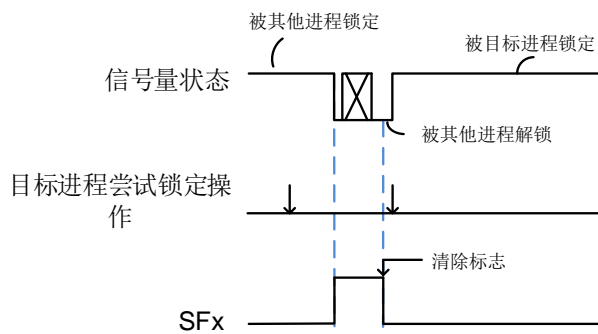 被其他进程锁定
被目标进程锁定
信号量状态
被其他进程解锁
目标进程尝试锁定操
作
清除标志
SFx